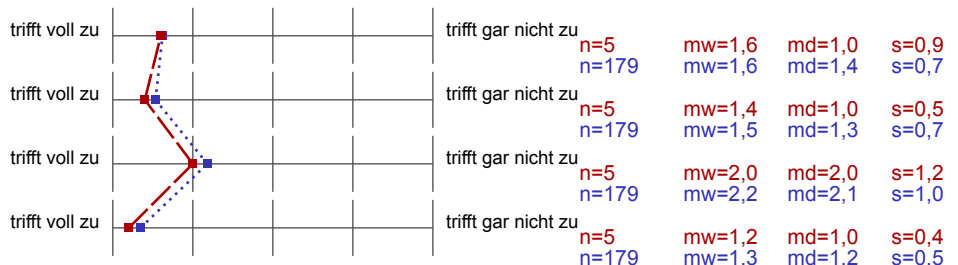 trifft voll zu trifft gar nicht zu
n=5 mw=1,6 md=1,0 s=0,9
n=179 mw=1,6 md=1,4 s=0,7
trifft voll zu trifft gar nicht zu
n=5 mw=1,4 md=1,0 s=0,5
n=179 mw=1,5 md=1,3 s=0,7
trifft voll zu trifft gar nicht zu
n=5 mw=2,0 md=2,0 s=1,2
n=179 mw=2,2 md=2,1 s=1,0
trifft voll zu trifft gar nicht zu
n=5 mw=1,2 md=1,0 s=0,4
n=179 mw=1,3 md=1,2 s=0,5